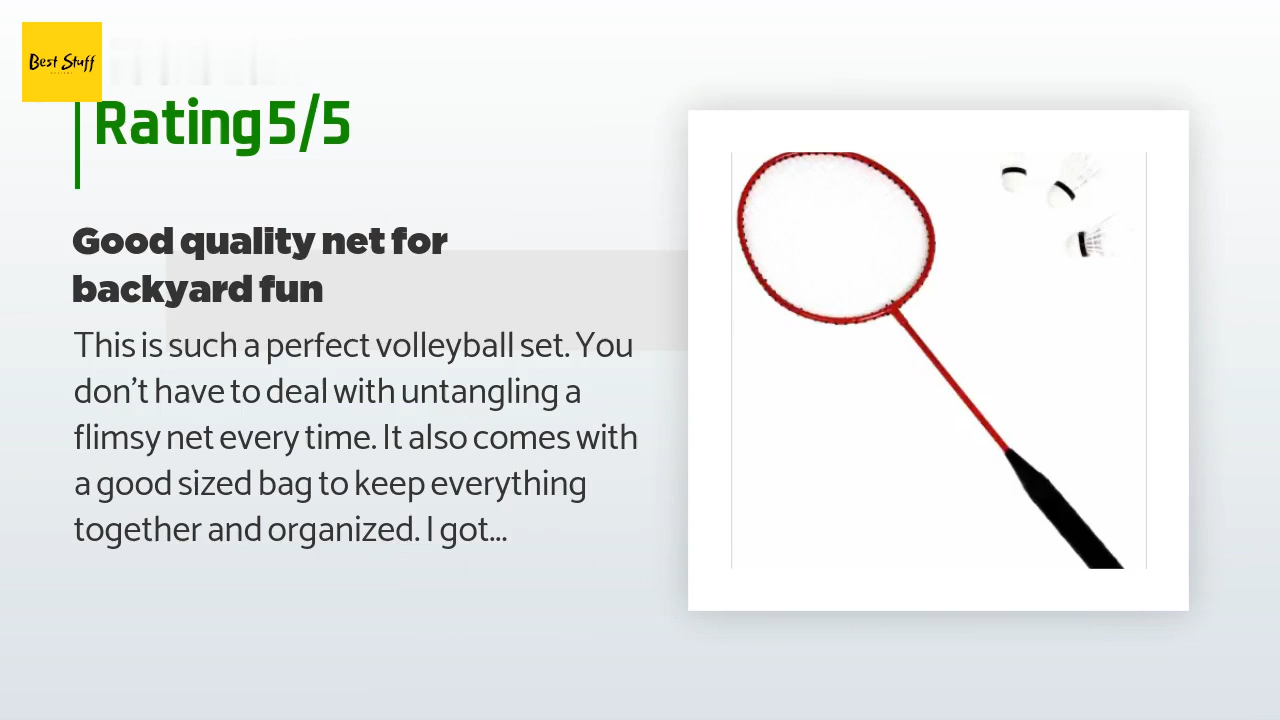 Best Stuff
Rating 5/5
Good quality net for
backyard fun
This is such a perfect volleyball set. You
don’t have to deal with untangling a
flimsy net every time. It also comes with
a good sized bag to keep everything
together and organized. I got...